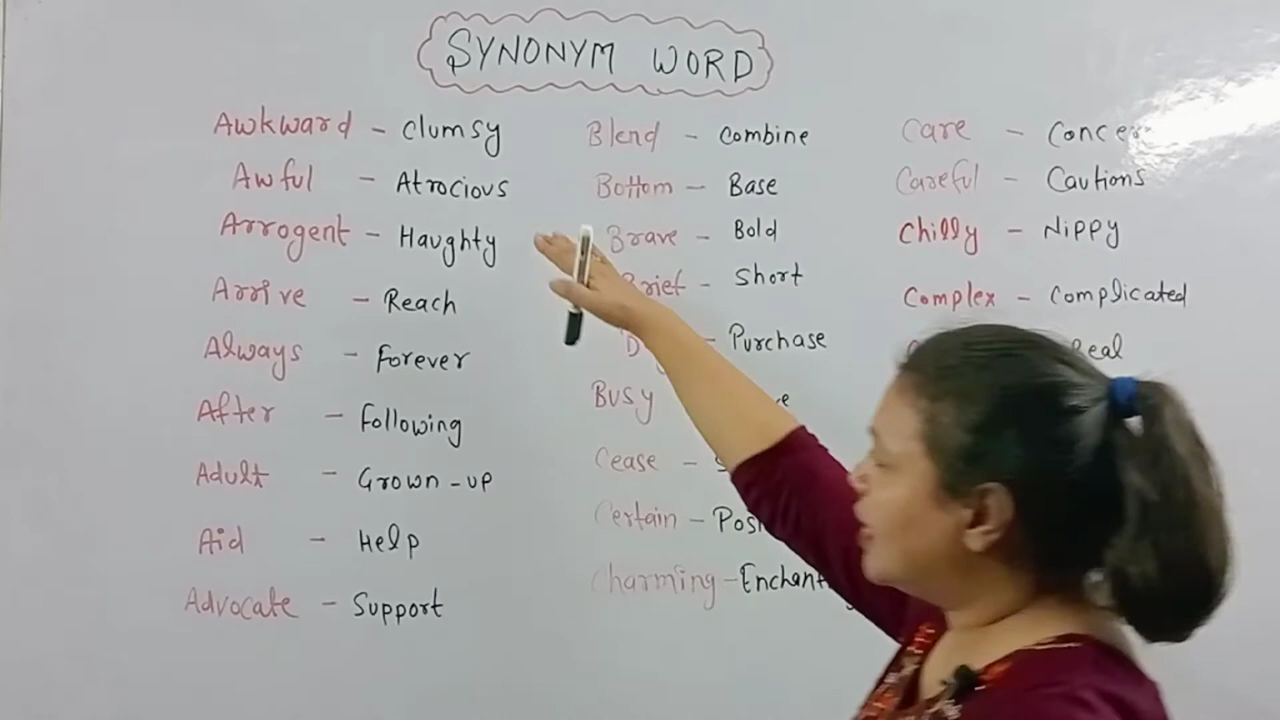 SYNONYM WORD
Awkward - Clumsy
Awful - Atrocious
Arrogent - Haughty
Arrive - Reach
Always - Forever
After - Following
Adult - Grown-up
Aid - Help
Advocate - Support
Blend - Combine
Bottom - Base
Brave - Bold
Brief - Short
- Purchase
Busy
Cease -
Certain -
Charming -
Care -
Careful - Cautions
Chilly - Nippy
Complex - Complicated